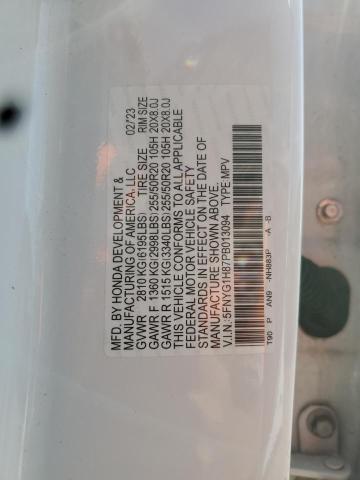 MFD. BY HONDA DEVELOPMENT &
MANUFACTURING OF AMERICA, LLC 02/'23
GVWR 2810 KG(6195LBS) TIRE SIZE RIM SIZE
GAWR F 1360 KG(2998LBS)255/50R20 105H 20X8.0J
GAWR R 1515 KG(3340LBS)255/50R20 105H 20X8.0J
THIS VEHICLE CONFORMS TO ALL APPLICABLE
FEDERAL MOTOR VEHICLE SAFETY
STANDARDS IN EFFECT ON THE DATE OF
MANUFACTURE SHOWN ABOVE.
V.I.N.:5FNYG1H87PB013094 TYPE:MPV
T90 P AN9 -NH883P -A -B